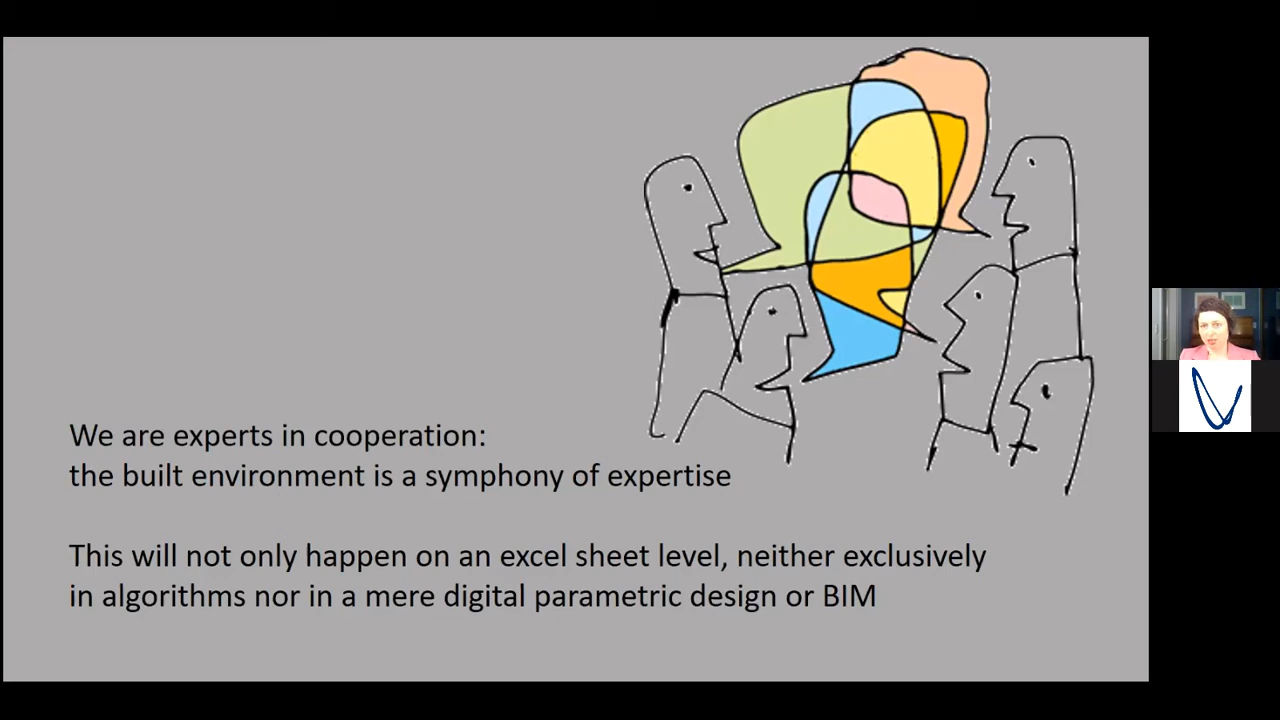 We are experts in cooperation:
the built environment is a symphony of expertise
This will not only happen on an excel sheet level, neither exclusively
in algorithms nor in a mere digital parametric design or BIM